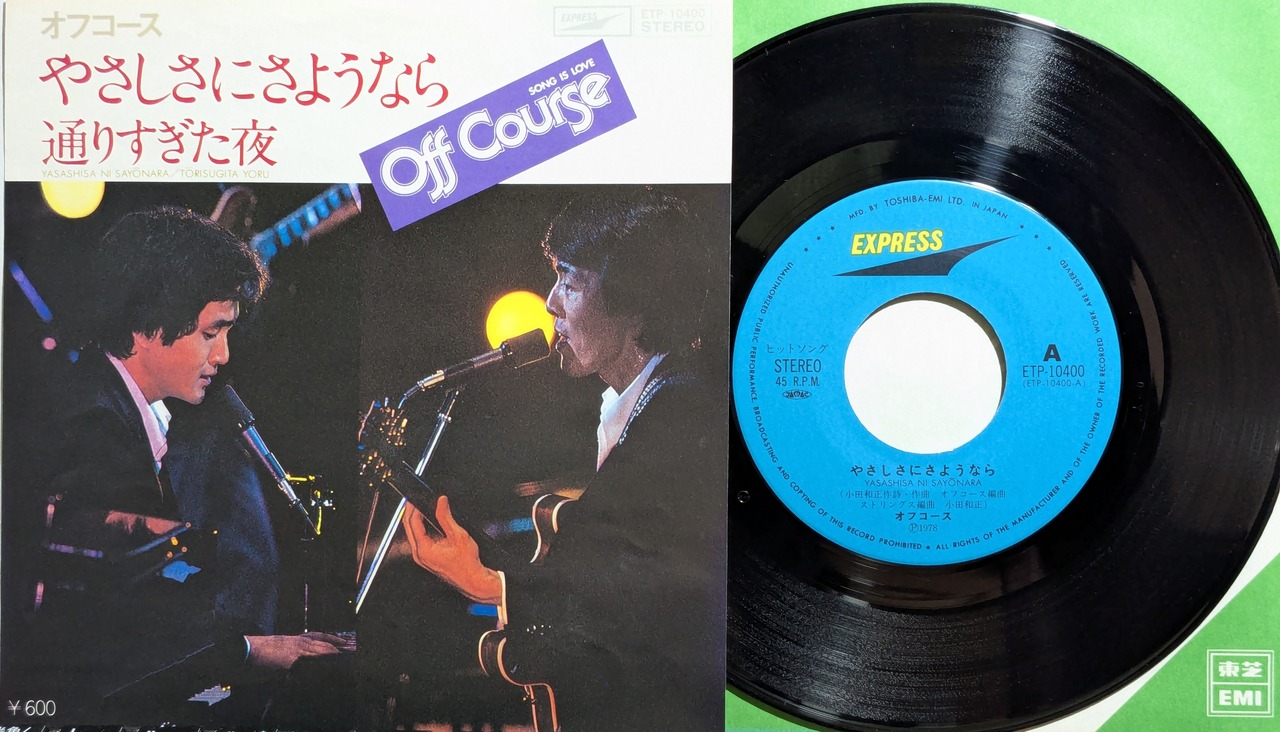 オフコース
EXPRESS
ETP-10400
STEREO
やさしさにさようなら
通りすぎた夜
YASASHISA NI SAYŌNARA／TORISUGITA YORU
SONG IS LOVE
Off Course
￥600
MFD. BY TOSHIBA-EMI LTD. IN JAPAN
EXPRESS
ヒットソング
STEREO
45 R.P.M.
A
ETP-10400
(ETP-10400-A)
やさしさにさようなら
YASASHISA NI SAYŌNARA
(小田和正作詩・作曲 オフコース編曲
ストリングス編曲 小田和正)
オフコース
Ⓟ1978
UNAUTHORIZED PUBLIC PERFORMANCE, BROADCASTING AND COPYING OF THIS RECORD PROHIBITED ★ ALL RIGHTS OF THE MANUFACTURER AND OF THE OWNER OF THE RECORDED WORK ARE RESERVED
東芝
EMI